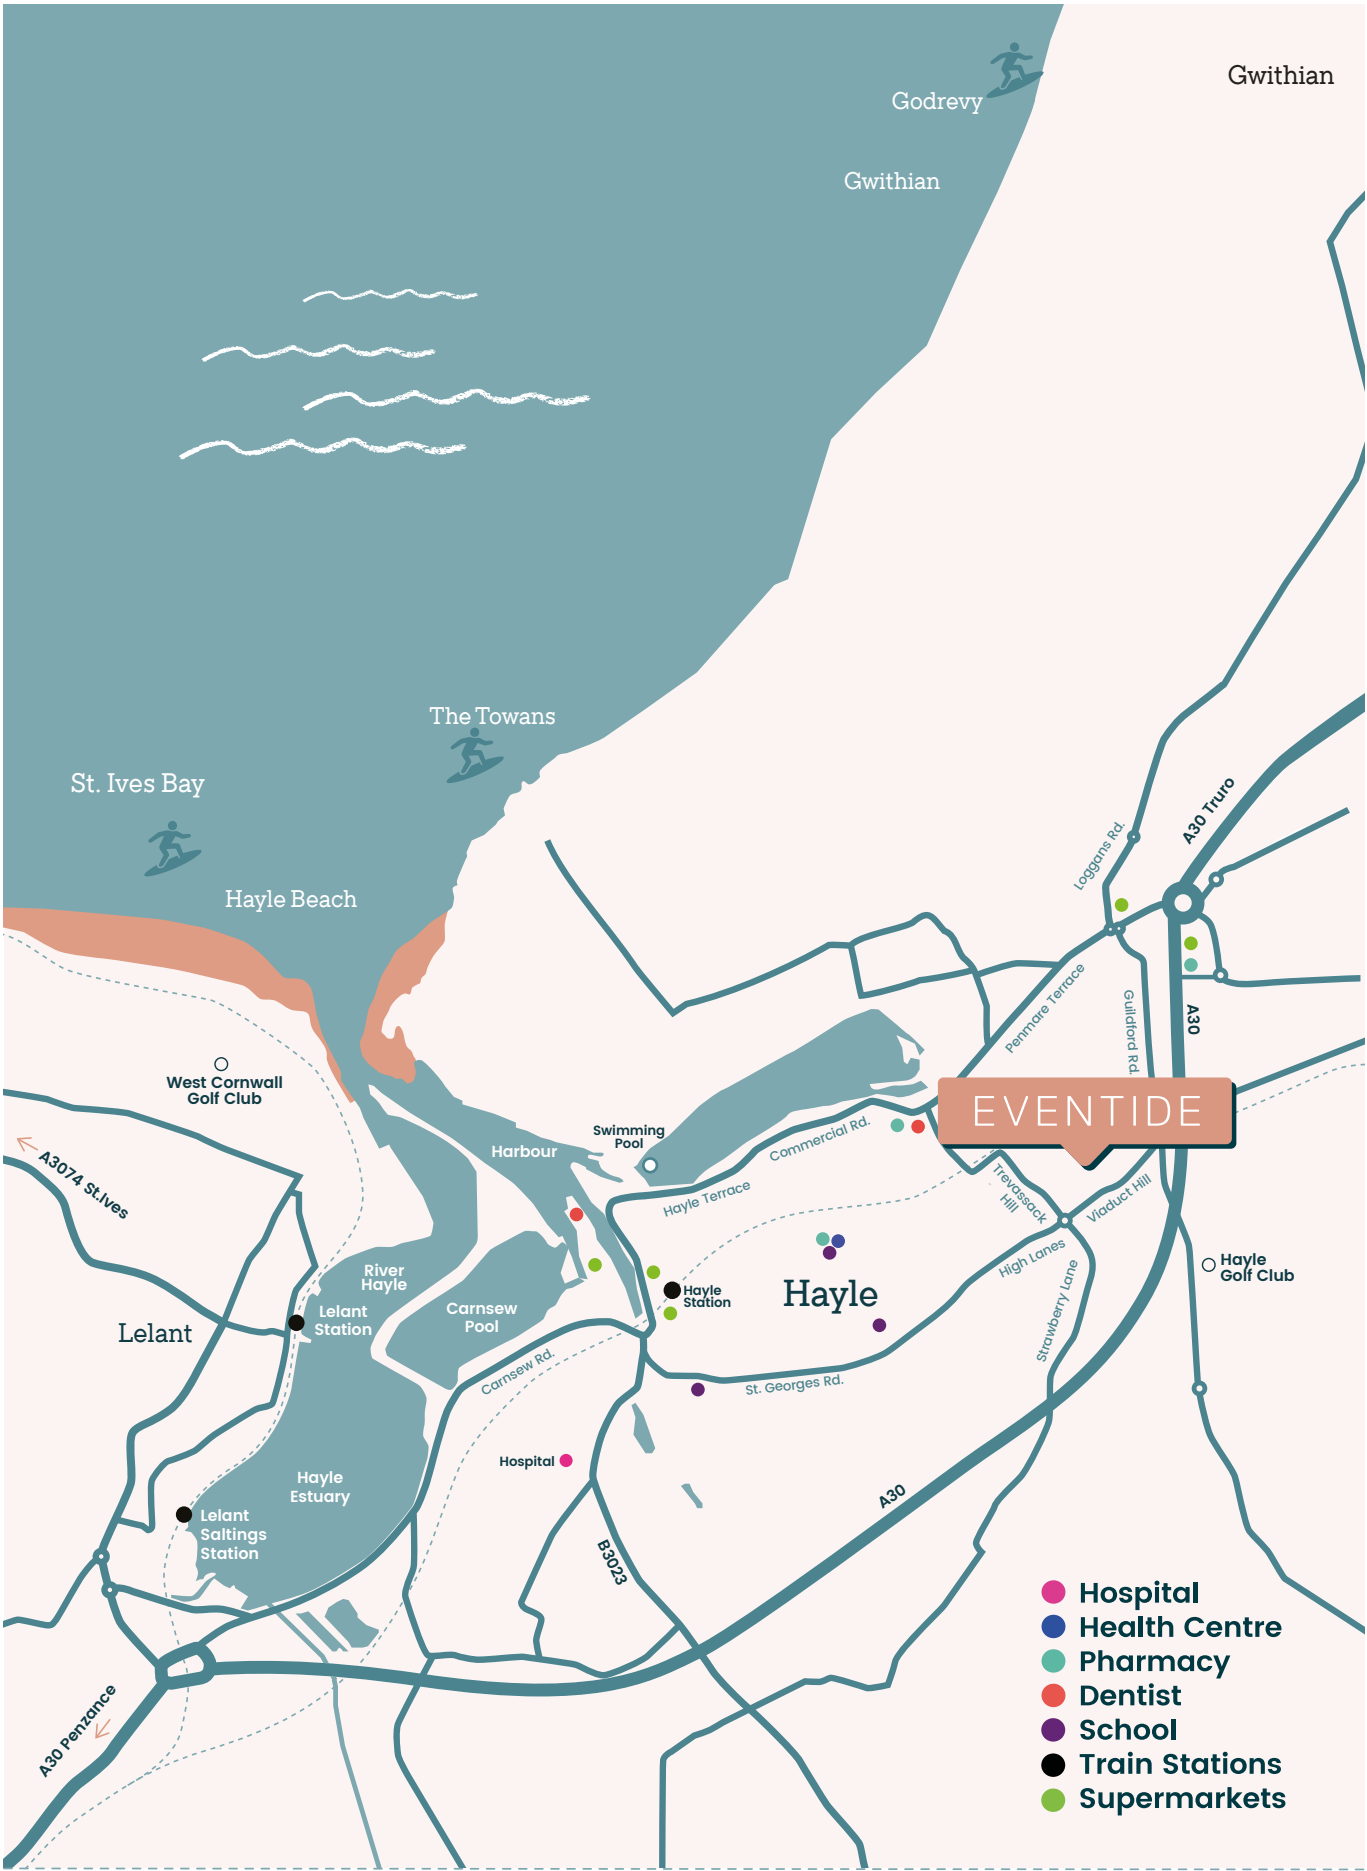 Gwithian
Godrevy
Gwithian
The Towans
St. Ives Bay
Hayle Beach
A30 Truro
Loggans Rd.
Penmare Terrace
Guildford Rd.
A30
West Cornwall
Golf Club
EVENTIDE
Swimming
Pool
Commercial Rd.
Harbour
A3074 St.Ives
Hayle Terrace
Trevassack
Hill
Viaduct Hill
High Lanes
Hayle
Golf Club
River
Hayle
Hayle
Station
Hayle
Carnsew
Pool
Lelant
Station
Lelant
Strawberry Lane
Carnsew Rd.
St. Georges Rd.
Hospital
Hayle
Estuary
A30
Lelant
Saltings
Station
B3023
A30 Penzance
Hospital
Health Centre
Pharmacy
Dentist
School
Train Stations
Supermarkets